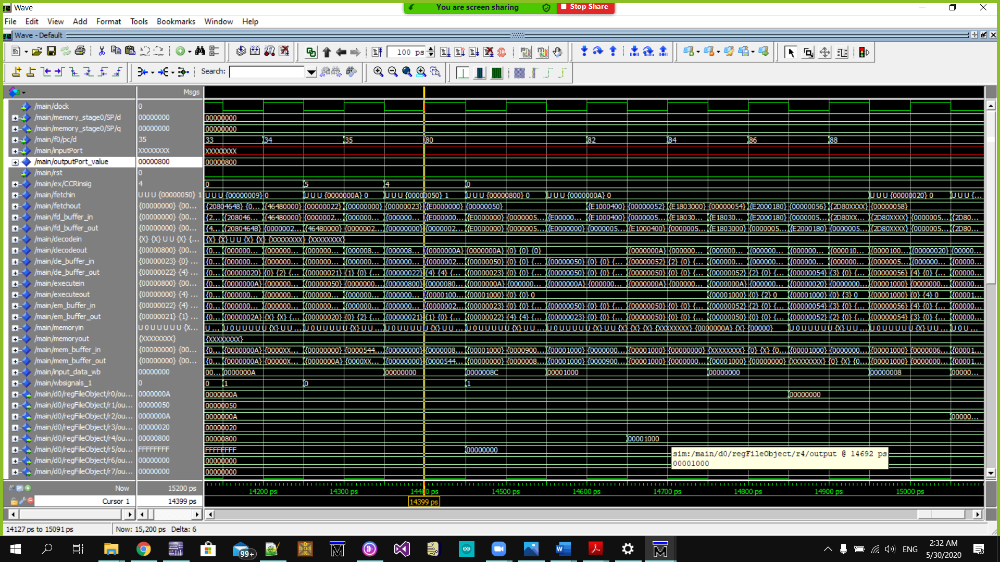 Wave
You are screen sharing
Stop Share
File Edit View Add Format Tools Bookmarks Window Help
Wave - Default
100 ps
Search:
Msgs
/main/clock 0
/main/memory_stage0/SP/d 00000000 00000000
/main/memory_stage0/SP/q 00000000 00000000
/main/f0/pc/d 35 33 34 35 80 82 84 86 88
/main/inputPort XXXXXXXX XXXXXXXX
/main/outputPort_value 00000800 00000800
/main/rst 0
/main/ex/CCRinsig 4 0 5 4 0
/main/fetchin U U U {00000050} 1 U U U {00000009} 0 U U U {0000000A} 0 U U U {00000050} 1 U U U {00000800} 0 U U U {0000000A} 0 U U U {00000020} 0 U U U {...
/main/fetchout {00000000} {00... {20804648} {0... {46480000} {00000022} {00000000} {00000023} {E0000000} {00000050} {E1000400} {00000052} {E1803000} {00000054} {E2000180} {00000056} {2D80XXXX} {00000058}
/main/fd_buffer_in {00000000} {00... {2... {208046... {46480000} {000002... {000000... {000000... {E000000... {E0000000} {0000005... {E00000... {E1000400} {0000005... {E18030... {E18030... {E2000180} {0000005... {2D80XX... {2D80XXXX} {0000005... {2D80...
/main/fd_buffer_out {00000000} {00... {4... {20804648} {0000002... {46480000} {0000002... {00000000} {0000002... {E0000000} {0000005... {E0000000} {E1000005... {E1000400} {0000005... {E1803000} {0000005... {E2000180} {0000005... {2D80XXXX} {0000005... {2D80...
/main/decodein {X} {X} U U {X} {... {X} {X} U U {X} {X} {XXXXXXXX} {XXXXXXXX}
/main/decodeout {00000800} {00... {0... {000000... {000000... {000000... {000008... {000008... {0000000A} {0000000A} {0} {0} {0} {0000000A} {000000... {000000... {000000... {000000... {000010... {0000100... {00000020} {00000...
/main/de_buffer_in {00000023} {0} ... {0... {000000... {000000... {000000... {000000... {000000... {000002... {00000050} {0} {0} {... {00000050} {0} {0} {... {00000052} {2} {0} {... {000000... {000000... {000000... {000000... {0000005... {000000... {00000...
/main/de_buffer_out {00000022} {4} ... {0... {00000020} {0} {2} {... {00000021} {1} {0} {... {00000022} {4} {4} {... {00000023} {0} {0} {... {00000050} {0} {0} {... {00000050} {0} {0} {... {00000052} {2} {0} {... {00000054} {3} {0} {... {00000056} {4} {0} {... {00000...
/main/executein {00000800} {00... {0... {0000000A} {000000... {00000050} {0000000... {00000800} {0000080... {0000000A} {000000... {0000000A} {000000... {0000000A} {000000... {0000000A} {000000... {00000020} {0000000... {00001000} {000000... {00000...
/main/executeout {00000000} {4} ... {0... {000000... {000000... {000000... {000000... {000000... {0000100... {00001000} {0} {0} 0 {00001000} {0} {2} 0 {00001000} {0} {3} 0 {00001000} {0} {4} 0 {00001...
/main/em_buffer_in {00000022} {4} ... {0... {000000... {000000... {000000... {000000... {000000... {000002... {00000023} {0} {0} {... {00000050} {0} {0} {... {00000050} {0} {0} {... {00000052} {2} {0} {... {00000054} {3} {0} {... {00000056} {4} {0} {... {00000...
/main/em_buffer_out {00000021} {1} ... {0... {0000002A} {X} {X} {... {00000020} {0} {2} {... {00000021} {1} {0} {... {00000022} {4} {4} {... {00000023} {0} {0} {... {00000050} {0} {0} {... {00000050} {0} {0} {... {00000052} {2} {0} {... {00000054} {3} {0} {... {00000...
/main/memoryin U 0 U U U U U {X... U ... U 0 U U U U U {X} U U ... U 0 U U U U U {X} U U ... U 0 U U U U U {X} U U ... U 0 U U U U U {X} U U ... U 0 U U U U U {X} U U {X} {X} {X} {XXXXXXXX} {0000000A} {X} {00000} U 0 U U U U U {X} U U ... U 0 U U U U U {X} U U ... U 0 U ...
/main/memoryout {XXXXXXXX} {XXXXXXXX}
/main/mem_buffer_in {00000000} {00... {0... {0000000A} {0000XX... {00000000} {0000544... {00000000} {000008... {00001000} {0000900... {00001000} {0000000... {00001000} {00000000} {XXXXXXXX} {0} {X} {0... {00001000} {0000000... {00001000} {0000006... {00001...
/main/mem_buffer_out {00000000} {00... {0... {0000000A} {00000X... {0000000A} {0000XX... {00000000} {0000544... {00000000} {000008... {00001000} {0000900... {00001000} {000000... {00001000} {00000000} {XXXXXXXX} {0} {X} {0... {00001000} {000000... {00001...
/main/input_data_wb 00000000 00... 0000000A 00000000 0000008C 00001000 00000000 00000008 00000...
/main/wbsignals_1 0 0 1 0 1
/main/d0/regFileObject/r0/ou... 0000000A 0000000A 00000000
/main/d0/regFileObject/r1/ou... 00000050 00000050
/main/d0/regFileObject/r2/ou... 0000000A 0000000A 00000...
/main/d0/regFileObject/r3/ou... 00000020 00000020
/main/d0/regFileObject/r4/ou... 00000800 00000800 00001000
/main/d0/regFileObject/r5/ou... FFFFFFFF FFFFFFFF 00000000
/main/d0/regFileObject/r6/ou... 00000000 00000000
/main/d0/regFileObject/r7/ou... 00000000 00000000
sim:/main/d0/regFileObject/r4/output @ 14692 ps
00001000
Now 15200 ps 14200 ps 14300 ps 14400 ps 14500 ps 14600 ps 14700 ps 14800 ps 14900 ps 15000 ps
Cursor 1 14399 ps 14399 ps
14127 ps to 15091 ps Now: 15,200 ps Delta: 6
99+
ENG
2:32 AM
5/30/2020